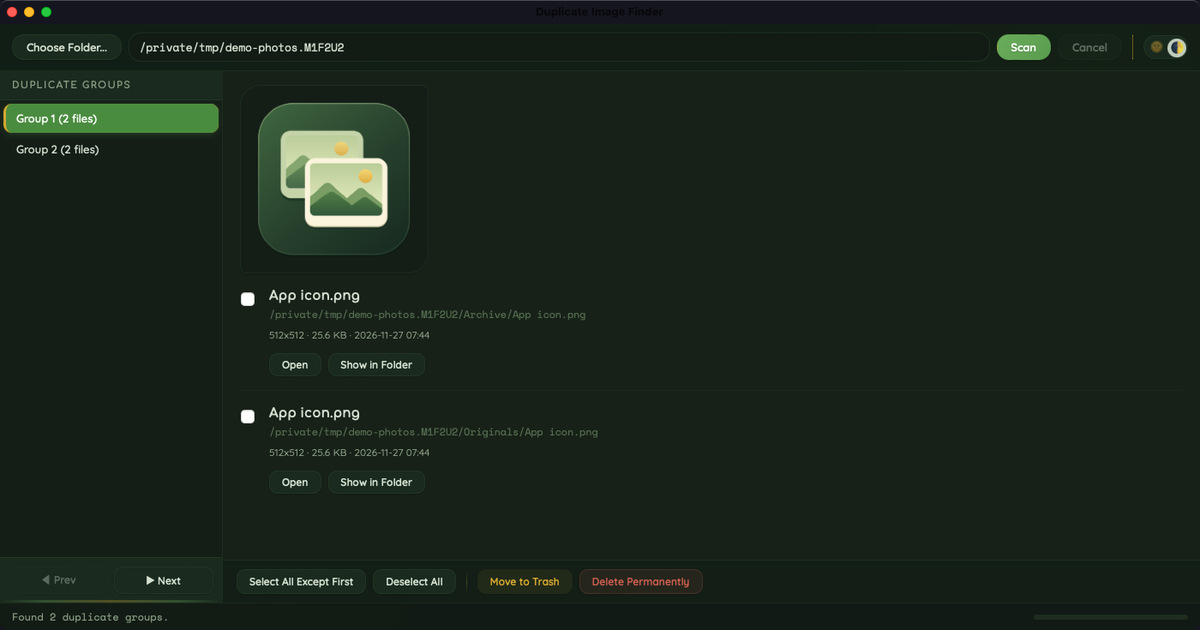 Duplicate Image Finder
Choose Folder...
/private/tmp/demo-photos.M1F2U2
Scan
Cancel
DUPLICATE GROUPS
Group 1 (2 files)
Group 2 (2 files)
App icon.png
/private/tmp/demo-photos.M1F2U2/Archive/App icon.png
512x512 · 25.6 KB · 2026-11-27 07:44
Open
Show in Folder
App icon.png
/private/tmp/demo-photos.M1F2U2/Originals/App icon.png
512x512 · 25.6 KB · 2026-11-27 07:44
Open
Show in Folder
Prev
Next
Select All Except First
Deselect All
Move to Trash
Delete Permanently
Found 2 duplicate groups.